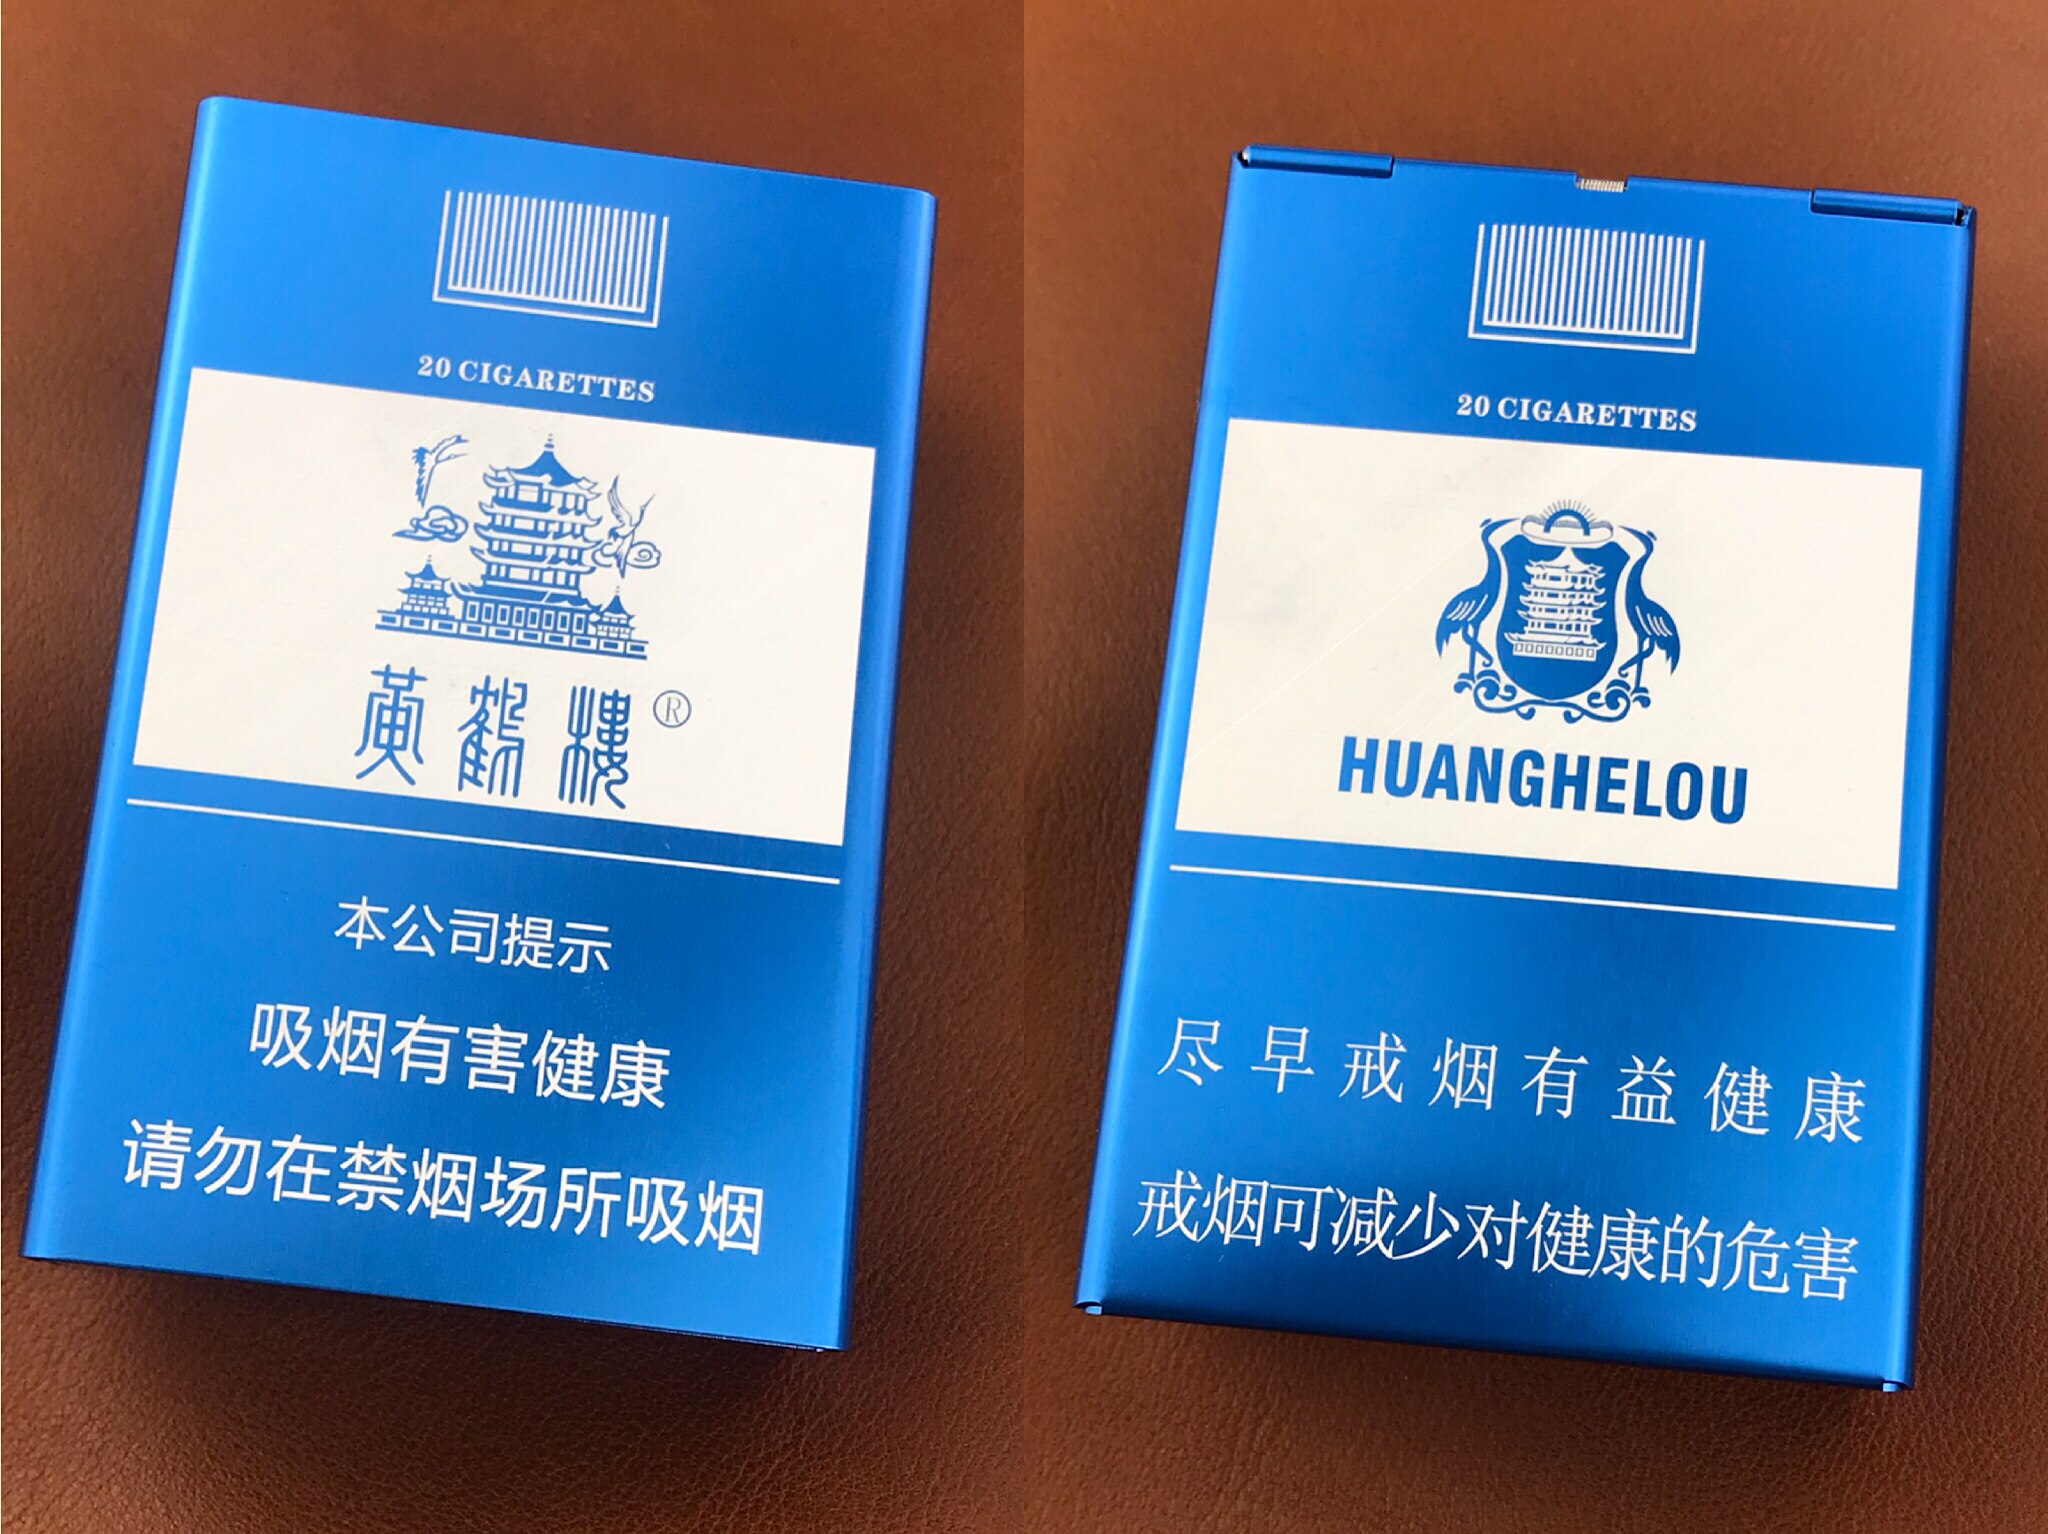 20 CIGARETTES
黄鹤楼®
本公司提示
吸烟有害健康
请勿在禁烟场所吸烟
20 CIGARETTES
HUANGHELOU
尽早戒烟有益健康
戒烟可减少对健康的危害